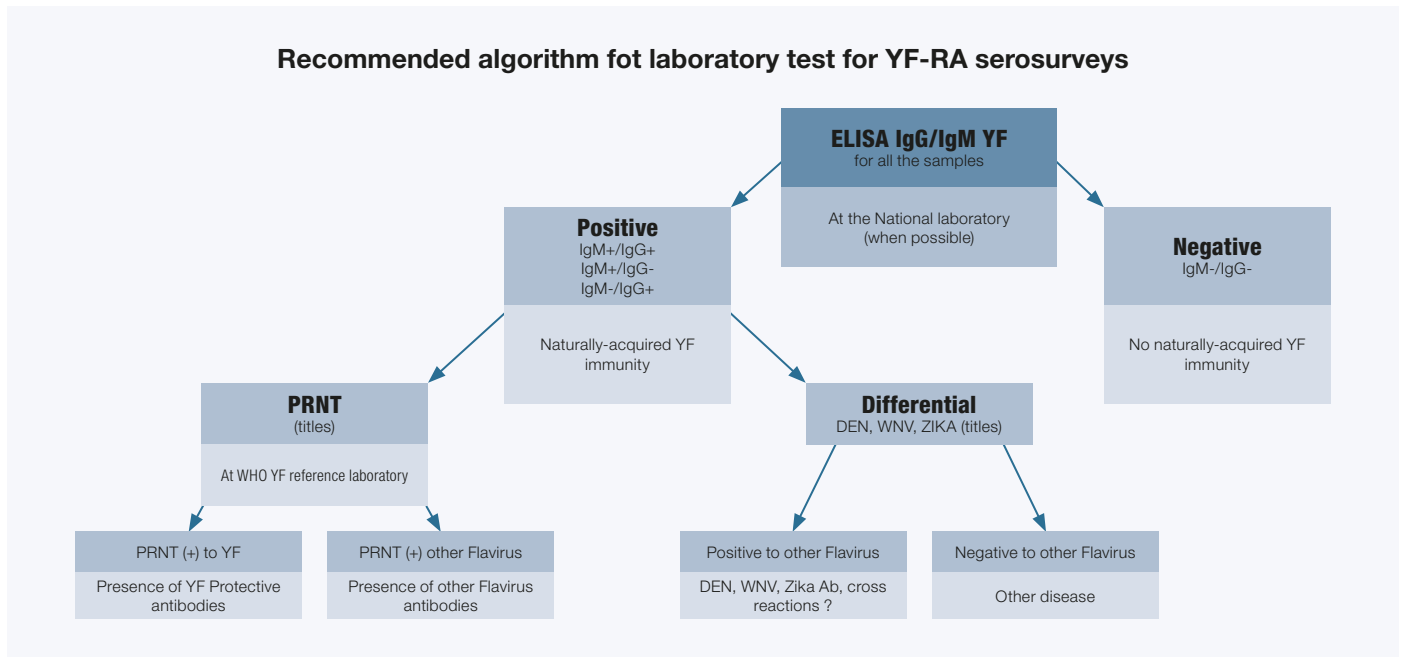 Recommended algorithm fot laboratory test for YF-RA serosurveys
ELISA IgG/IgM YF
for all the samples
At the National laboratory
(when possible)
Positive
IgM+/IgG+
IgM+/IgG-
IgM-/IgG+
Naturally-acquired YF
immunity
Negative
IgM-/IgG-
No naturally-acquired YF
immunity
PRNT
(titles)
At WHO YF reference laboratory
Differential
DEN, WNV, ZIKA (titles)
PRNT (+) to YF
Presence of YF Protective
antibodies
PRNT (+) other Flavirus
Presence of other Flavirus
antibodies
Positive to other Flavirus
DEN, WNV, Zika Ab, cross
reactions ?
Negative to other Flavirus
Other disease